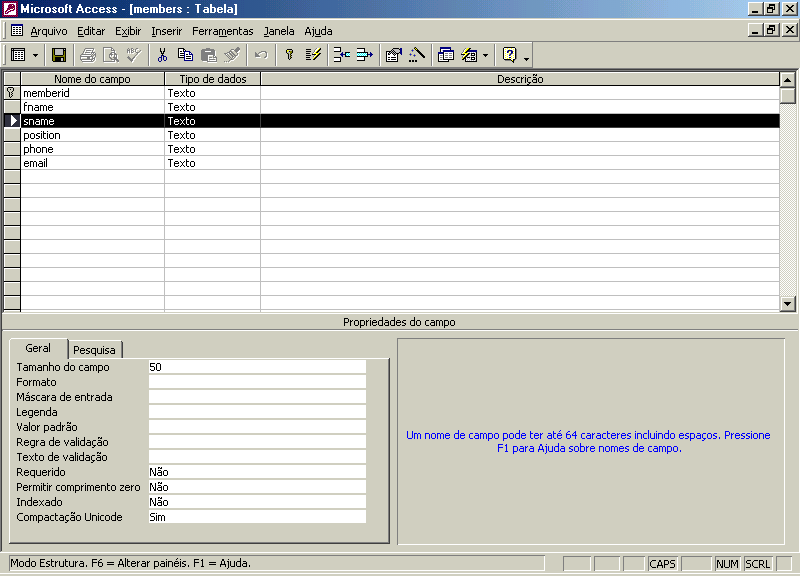 Microsoft Access - [members : Tabela]
Arquivo Editar Exibir Inserir Ferramentas Janela Ajuda
Nome do campo Tipo de dados Descrição
memberid Texto
fname Texto
sname Texto
position Texto
phone Texto
email Texto
Propriedades do campo
Geral Pesquisa
Tamanho do campo 50
Formato
Máscara de entrada
Legenda
Valor padrão
Regra de validação
Texto de validação
Requerido Não
Permitir comprimento zero Não
Indexado Não
Compactação Unicode Sim
Um nome de campo pode ter até 64 caracteres incluindo espaços. Pressione
F1 para Ajuda sobre nomes de campo.
Modo Estrutura. F6 = Alterar painéis. F1 = Ajuda. CAPS NUM SCRL